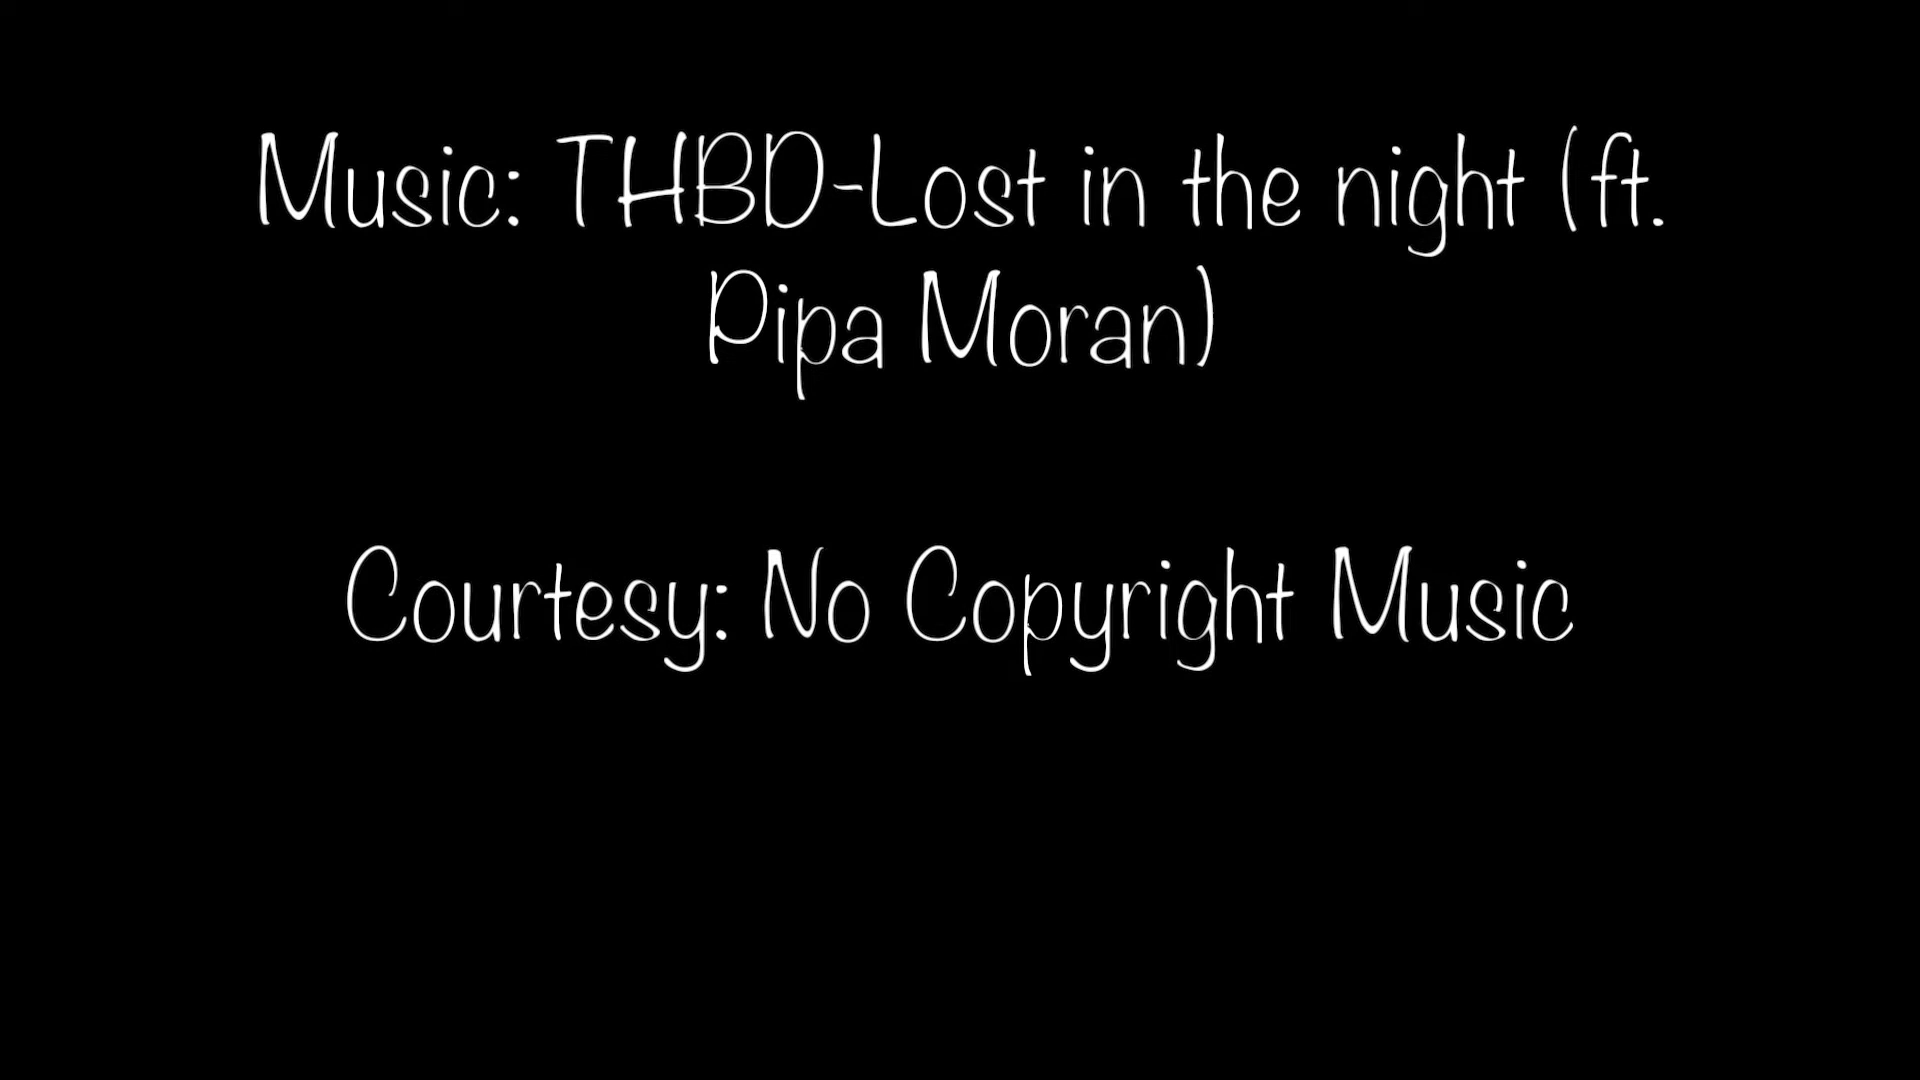 Music: THBD-Lost in the night (ft.
Pipa Moran)
Courtesy: No Copyright Music